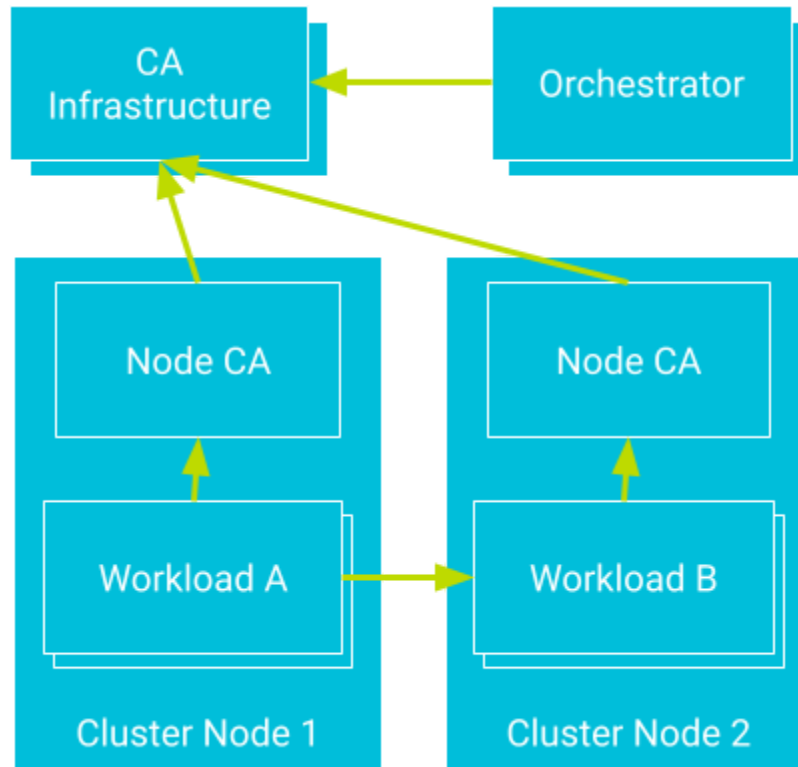 CA
Infrastructure
Orchestrator
Node CA
Node CA
Workload A
Workload B
Cluster Node 1
Cluster Node 2